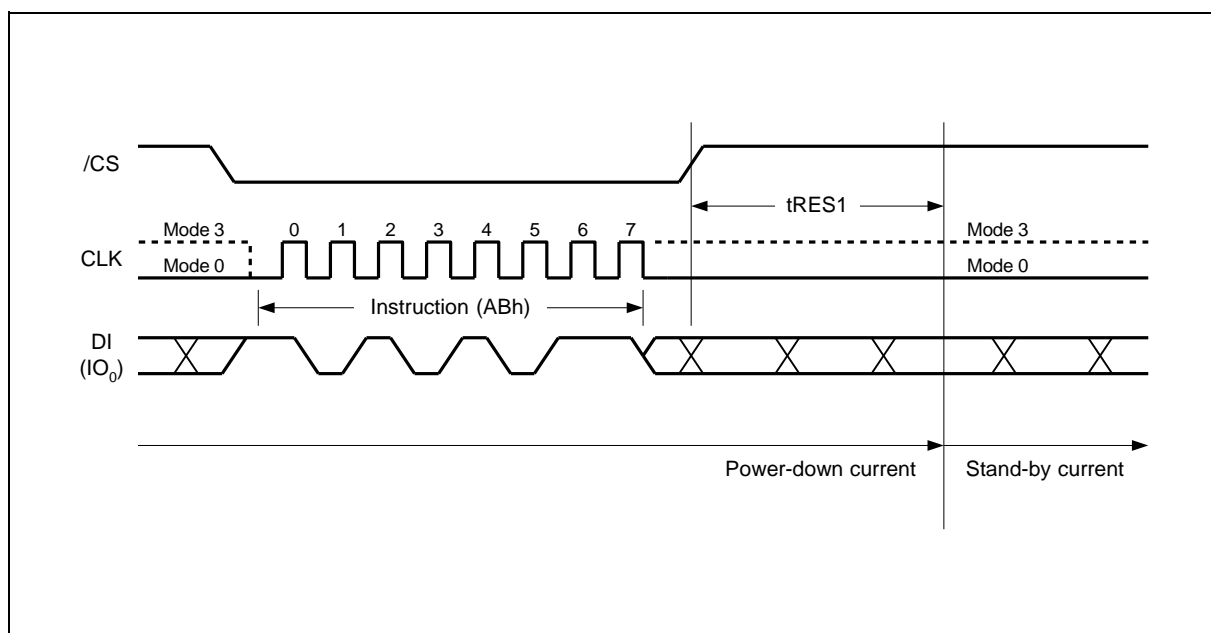 /CS
tRES1
Mode 3 0 1 2 3 4 5 6 7 Mode 3
CLK
Mode 0 Mode 0
Instruction (ABh)
DI
(IO0)
Power-down current Stand-by current